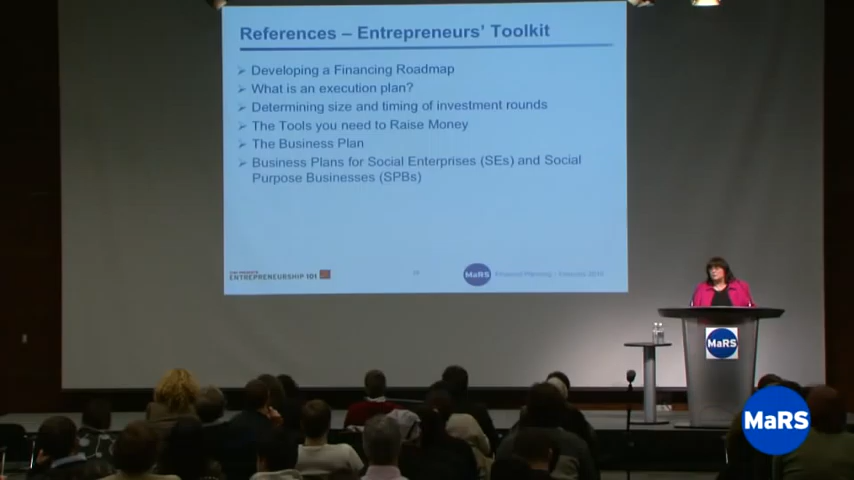 References – Entrepreneurs' Toolkit
Developing a Financing Roadmap
What is an execution plan?
Determining size and timing of investment rounds
The Tools you need to Raise Money
The Business Plan
Business Plans for Social Enterprises (SEs) and Social
Purpose Businesses (SPBs)
ENTREPRENEURSHIP 101
MaRS
MaRS
MaRS